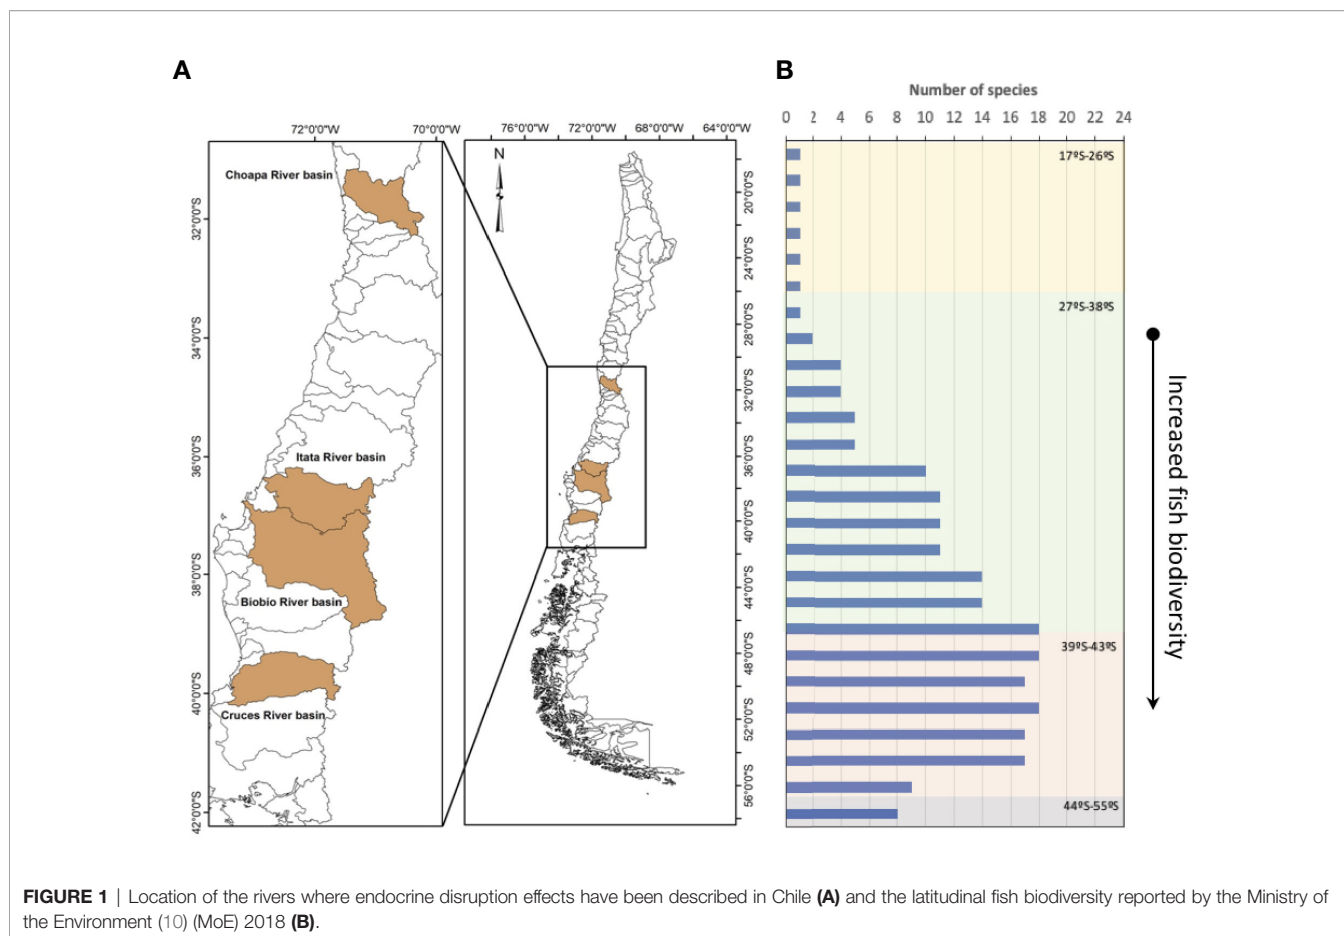 A
72°0'0"W
70°0'0"W
Choapa River basin
32°0'0"S
34°0'0"S
36°0'0"S
Itata River basin
38°0'0"S
Biobio River basin
40°0'0"S
Cruces River basin
42°0'0"S
76°0'0"W
72°0'0"W
68°0'0"W
64°0'0"W
N
20°0'0"S
24°0'0"S
28°0'0"S
32°0'0"S
36°0'0"S
40°0'0"S
44°0'0"S
48°0'0"S
52°0'0"S
56°0'0"S
B
Number of species
0 2 4 6 8 10 12 14 16 18 20 22 24
17ºS-26ºS
27ºS-38ºS
39ºS-43ºS
44ºS-55ºS
Increased fish biodiversity
FIGURE 1 | Location of the rivers where endocrine disruption effects have been described in Chile (A) and the latitudinal fish biodiversity reported by the Ministry of
the Environment (10) (MoE) 2018 (B).